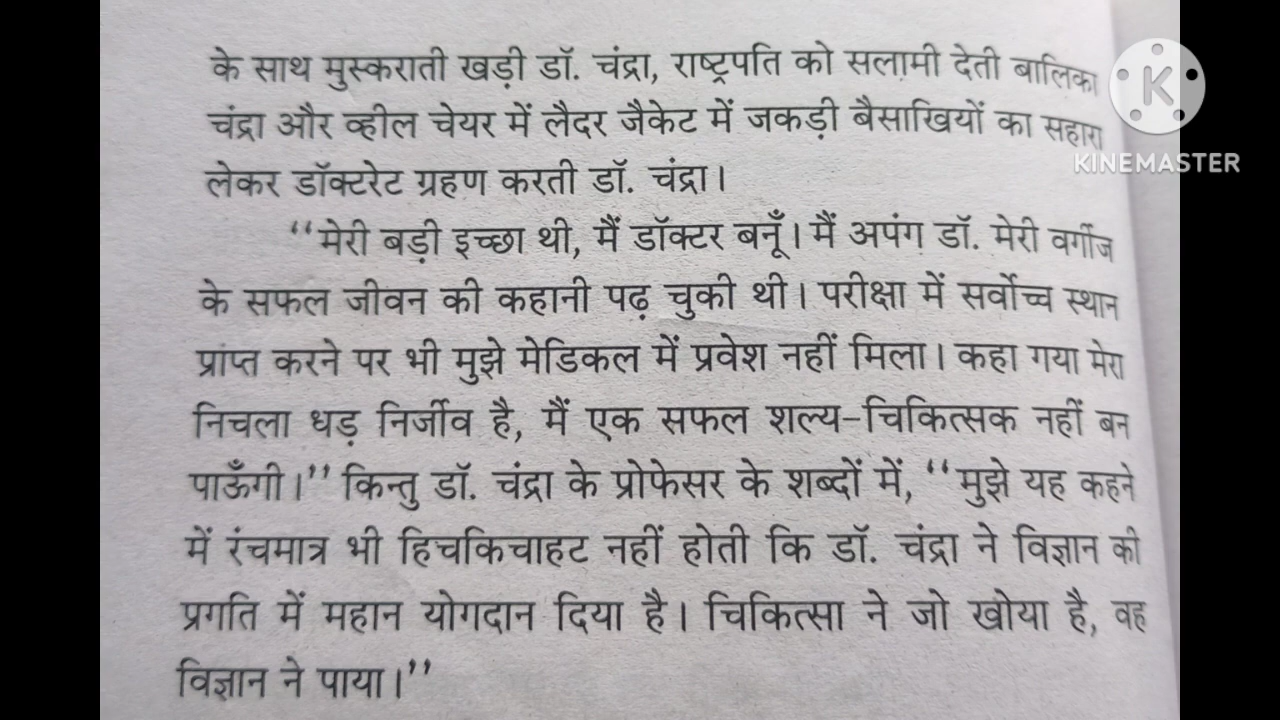 के साथ मुस्कराती खड़ी डॉ. चंद्रा, राष्ट्रपति को सलामी देती बालिका
चंद्रा और व्हील चेयर में लैदर जैकेट में जकड़ी बैसाखियों का सहारा
लेकर डॉक्टरेट ग्रहण करती डॉ. चंद्रा।
‘‘मेरी बड़ी इच्छा थी, मैं डॉक्टर बनूँ। मैं अपंग डॉ. मेरी वर्गीज
के सफल जीवन की कहानी पढ़ चुकी थी। परीक्षा में सर्वोच्च स्थान
प्राप्त करने पर भी मुझे मेडिकल में प्रवेश नहीं मिला। कहा गया मेरा
निचला धड़ निर्जीव है, मैं एक सफल शल्य-चिकित्सक नहीं बन
पाऊँगी।’’ किन्तु डॉ. चंद्रा के प्रोफेसर के शब्दों में, ‘‘मुझे यह कहने
में रंचमात्र भी हिचकिचाहट नहीं होती कि डॉ. चंद्रा ने विज्ञान की
प्रगति में महान योगदान दिया है। चिकित्सा ने जो खोया है, वह
विज्ञान ने पाया।’’
K
KINEMASTER